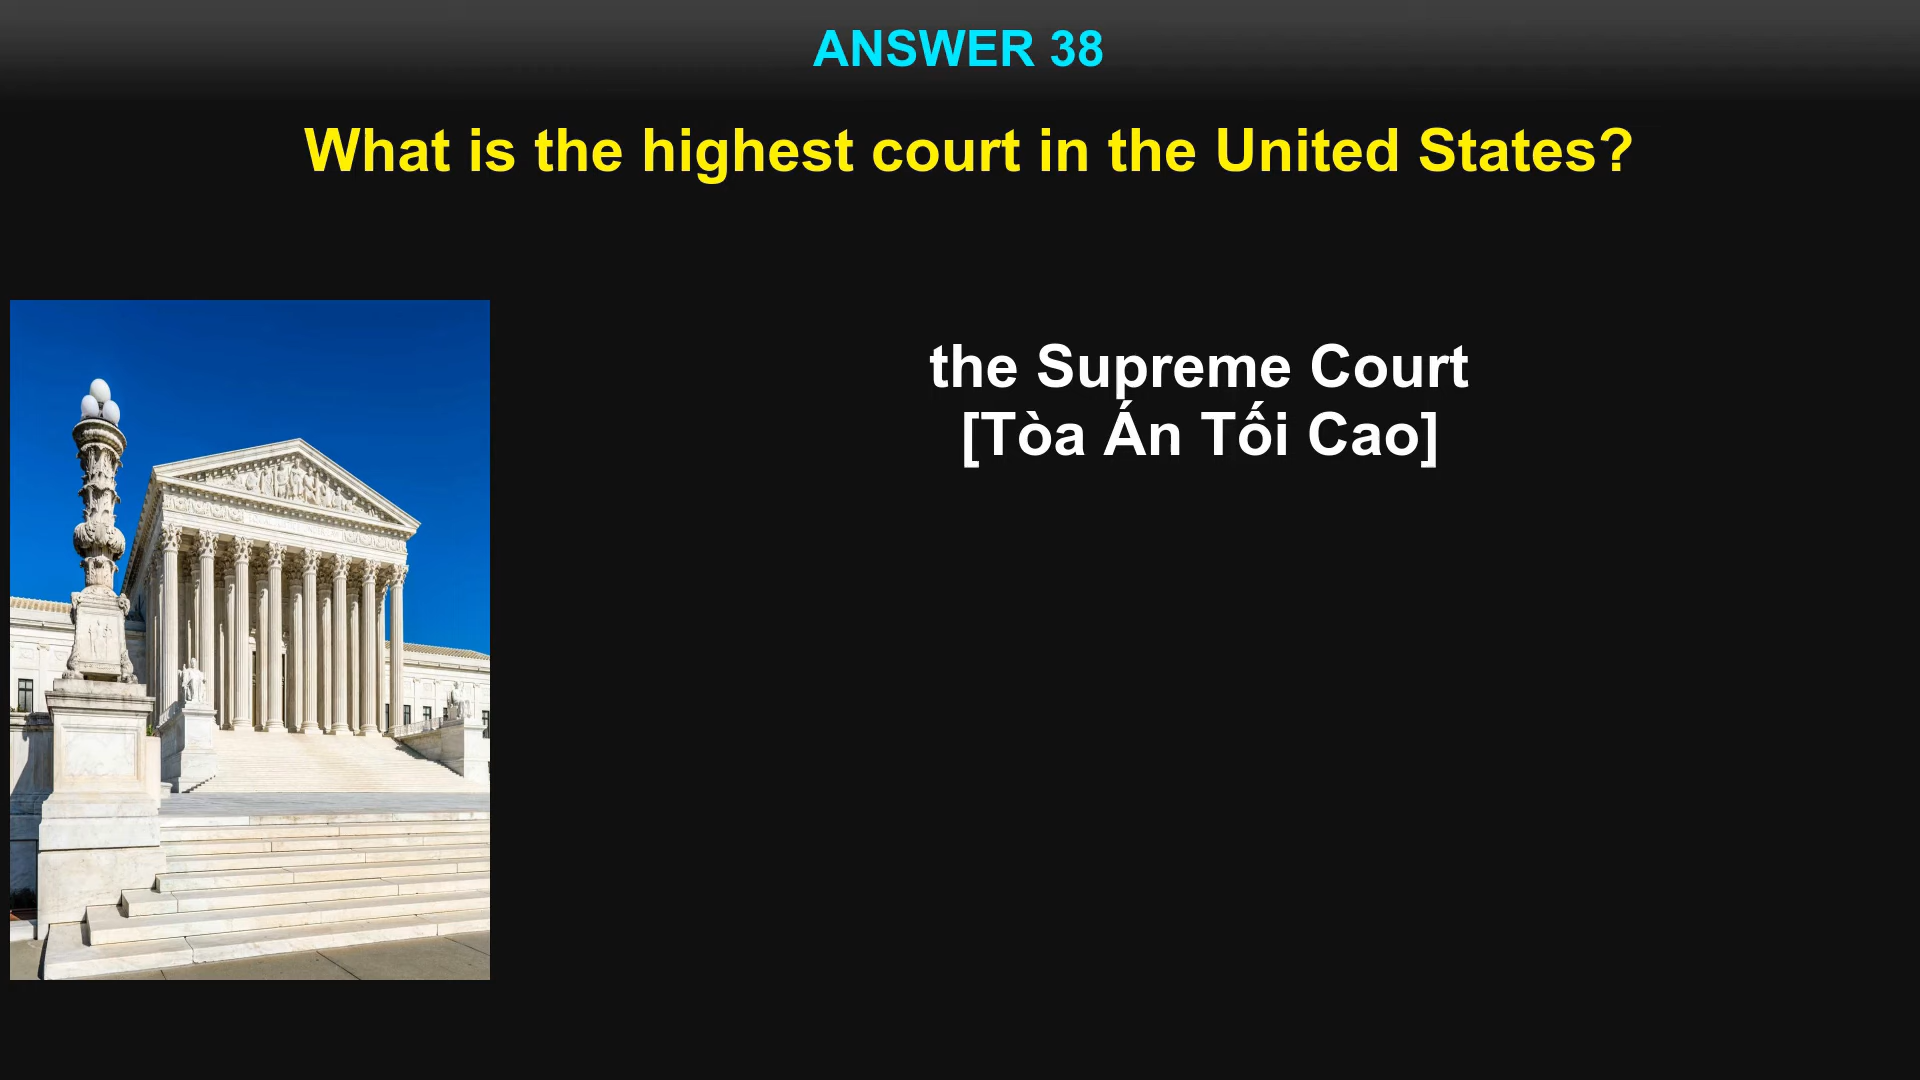 ANSWER 38
What is the highest court in the United States?
the Supreme Court
[Tòa Án Tối Cao]